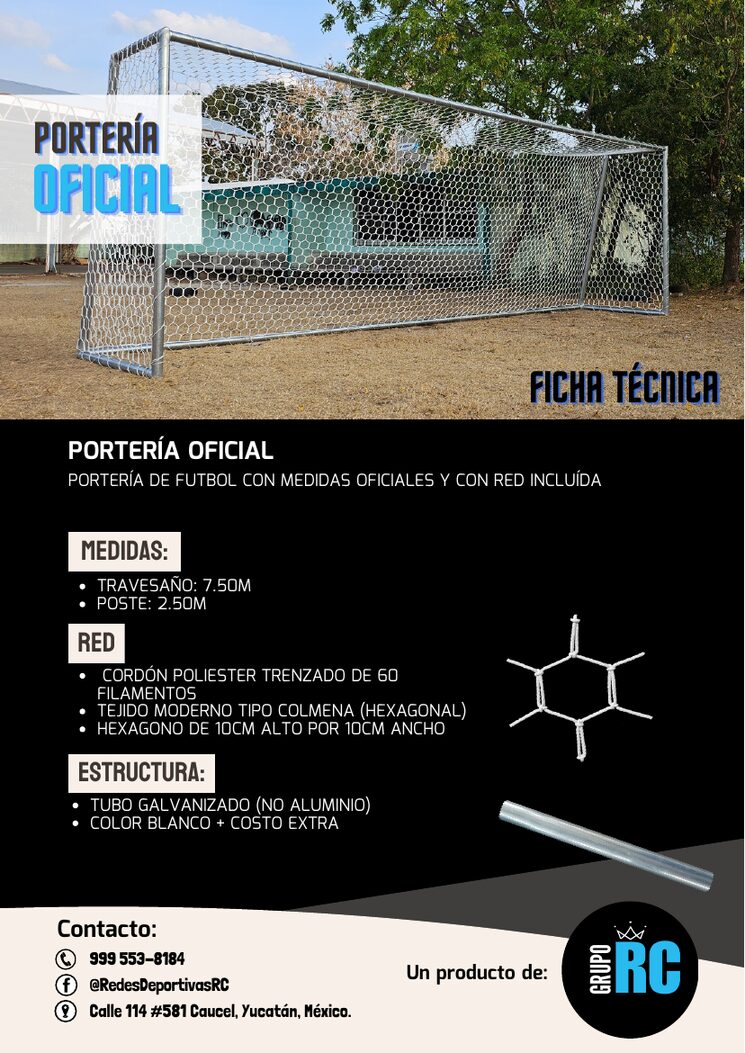 PORTERÍA
OFICIAL
FICHA TÉCNICA
PORTERÍA OFICIAL
PORTERÍA DE FUTBOL CON MEDIDAS OFICIALES Y CON RED INCLUÍDA
MEDIDAS:
• TRAVESAÑO: 7.50M
• POSTE: 2.50M
RED
• CORDÓN POLIESTER TRENZADO DE 60
FILAMENTOS
• TEJIDO MODERNO TIPO COLMENA (HEXAGONAL)
• HEXAGONO DE 10CM ALTO POR 10CM ANCHO
ESTRUCTURA:
• TUBO GALVANIZADO (NO ALUMINIO)
• COLOR BLANCO + COSTO EXTRA
Contacto:
999 553-8184
@RedesDeportivasRC
Calle 114 #581 Caucel, Yucatán, México.
Un producto de:
GRUPO RC